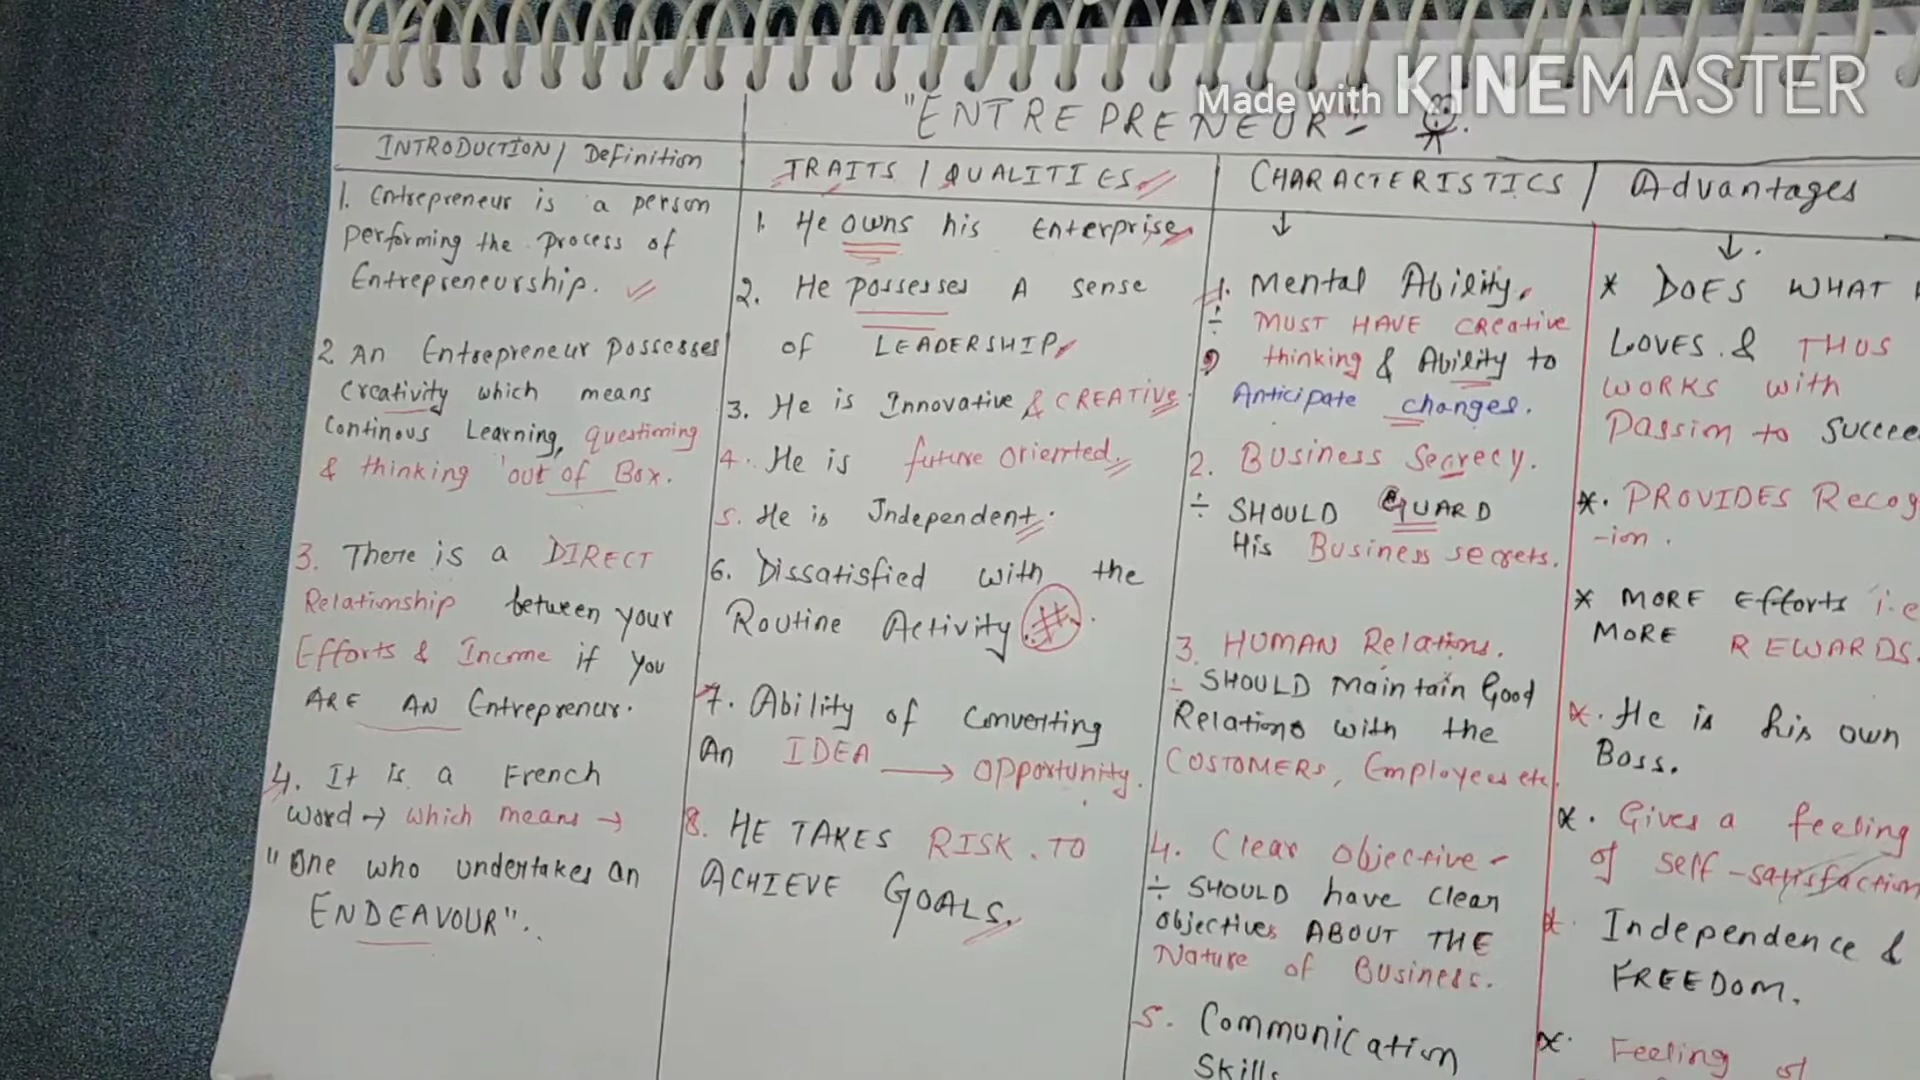 Made with KINEMASTER
"ENTREPRENEUR"-
INTRODUCTION/ Definition
1. Entrepreneur is a person
performing the process of
Entrepreneurship.
2 An Entrepreneur possesses
creativity which means
continous Learning, questioning
& thinking 'out of Box.
3. There is a DIRECT
Relationship between your
Efforts & Income if you
ARE AN Entreprenur.
4. It is a French
word → which means →
"One who undertakes an
ENDEAVOUR".
TRAITS / QUALITIES
1. He owns his Enterprise
2. He possesses A sense
of LEADERSHIP
3. He is Innovative & CREATIVE.
4. He is future oriented.
5. He is Independent.
6. Dissatisfied with the
Routine Activity #.
7. Ability of converting
An IDEA → opportunity.
8. HE TAKES RISK. TO
ACHIEVE GOALS.
CHARACTERISTICS /
↓
1. Mental Ability.
÷ MUST HAVE creative
thinking & Ability to
Anticipate changes.
2. Business Secrecy.
÷ SHOULD GUARD
His Business secrets.
3. HUMAN Relations.
÷ SHOULD Maintain Good
Relations with the
COSTOMERS, Employees etc.
4. Clear objective -
÷ SHOULD have clear
objectives ABOUT THE
Nature of Business.
5. Communication
Skills
Advantages
↓.
* DOES WHAT
LOVES. & THUS
WORKS with
Passion to Succee
*. PROVIDES Recog
-ion.
* MORE Efforts i.e
MORE REWARDS.
*. He is his own
Boss.
*. Gives a feeling
of self-satisfaction
*. Independence &
FREEDOM.
*. Feeling of